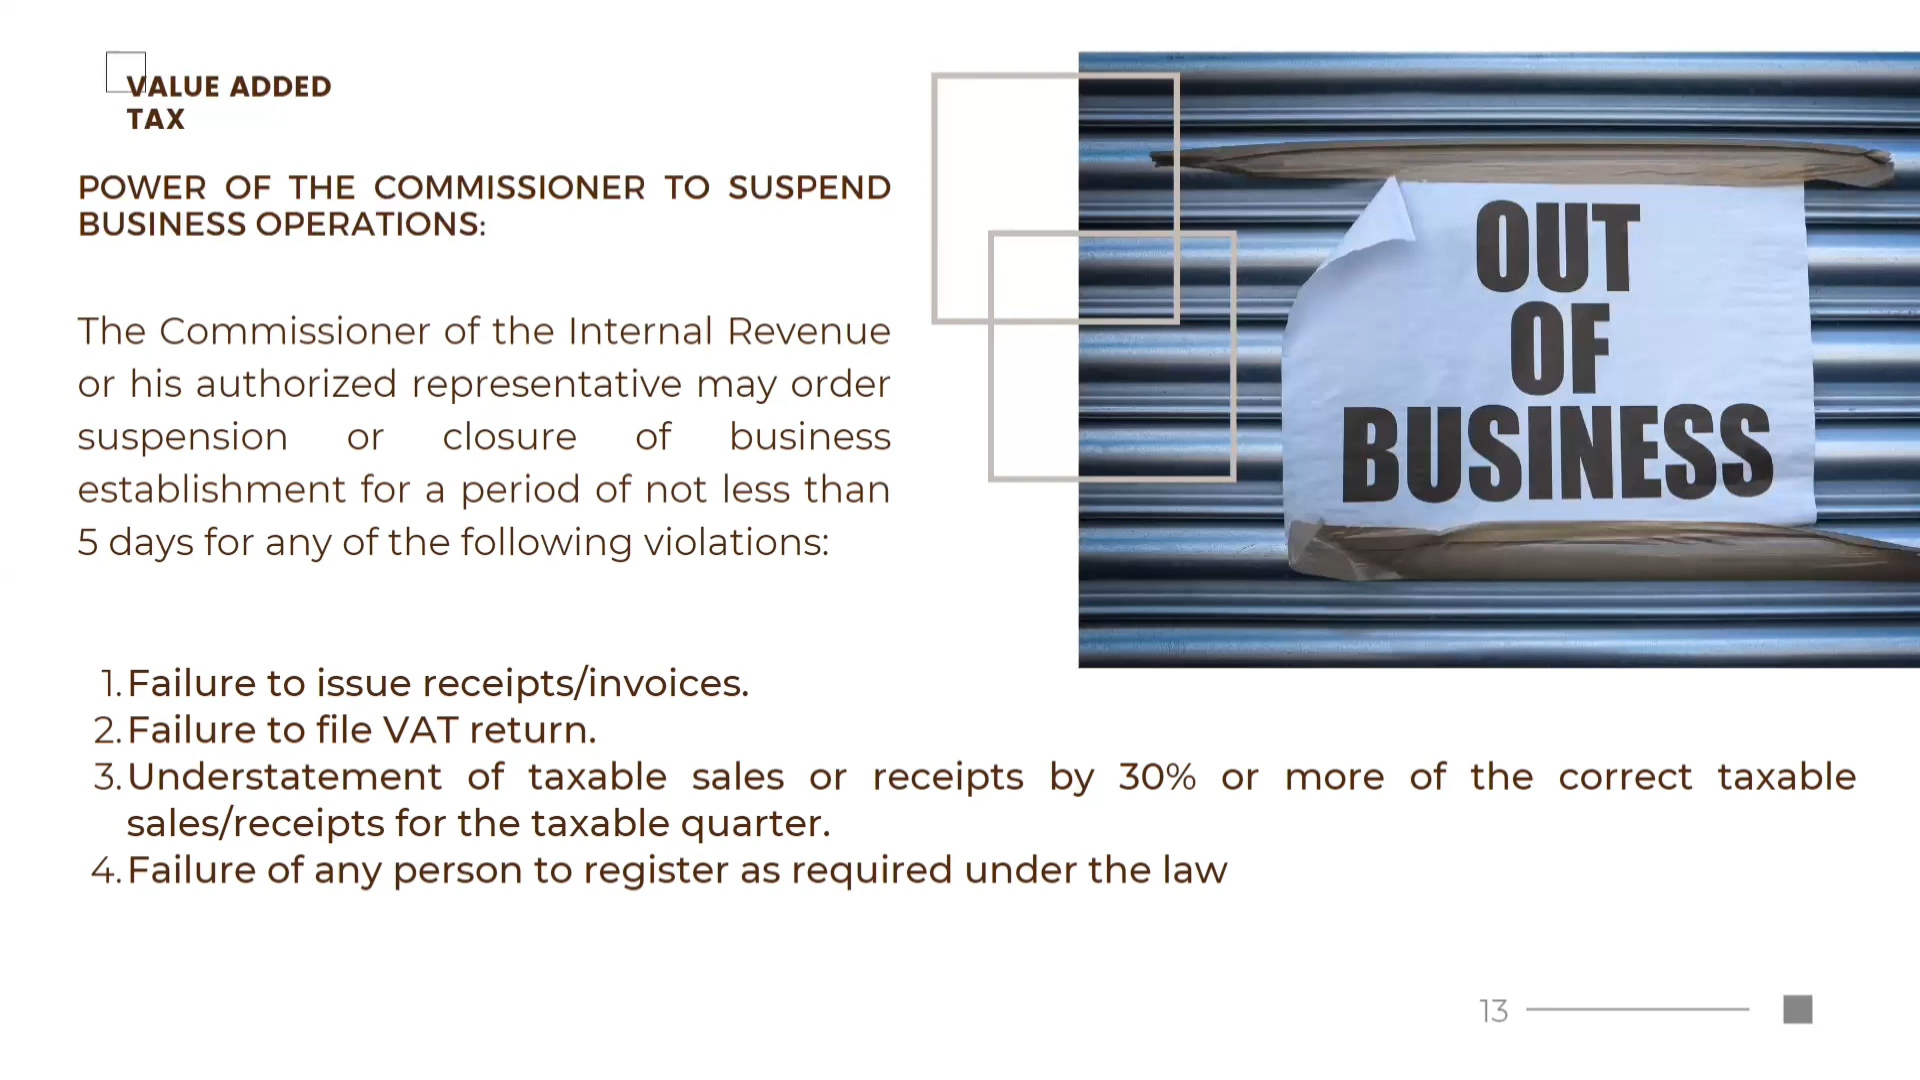 VALUE ADDED
TAX
POWER OF THE COMMISSIONER TO SUSPEND
BUSINESS OPERATIONS:
The Commissioner of the Internal Revenue
or his authorized representative may order
suspension or closure of business
establishment for a period of not less than
5 days for any of the following violations:
OUT
OF
BUSINESS
1. Failure to issue receipts/invoices.
2. Failure to file VAT return.
3. Understatement of taxable sales or receipts by 30% or more of the correct taxable
sales/receipts for the taxable quarter.
4. Failure of any person to register as required under the law
13